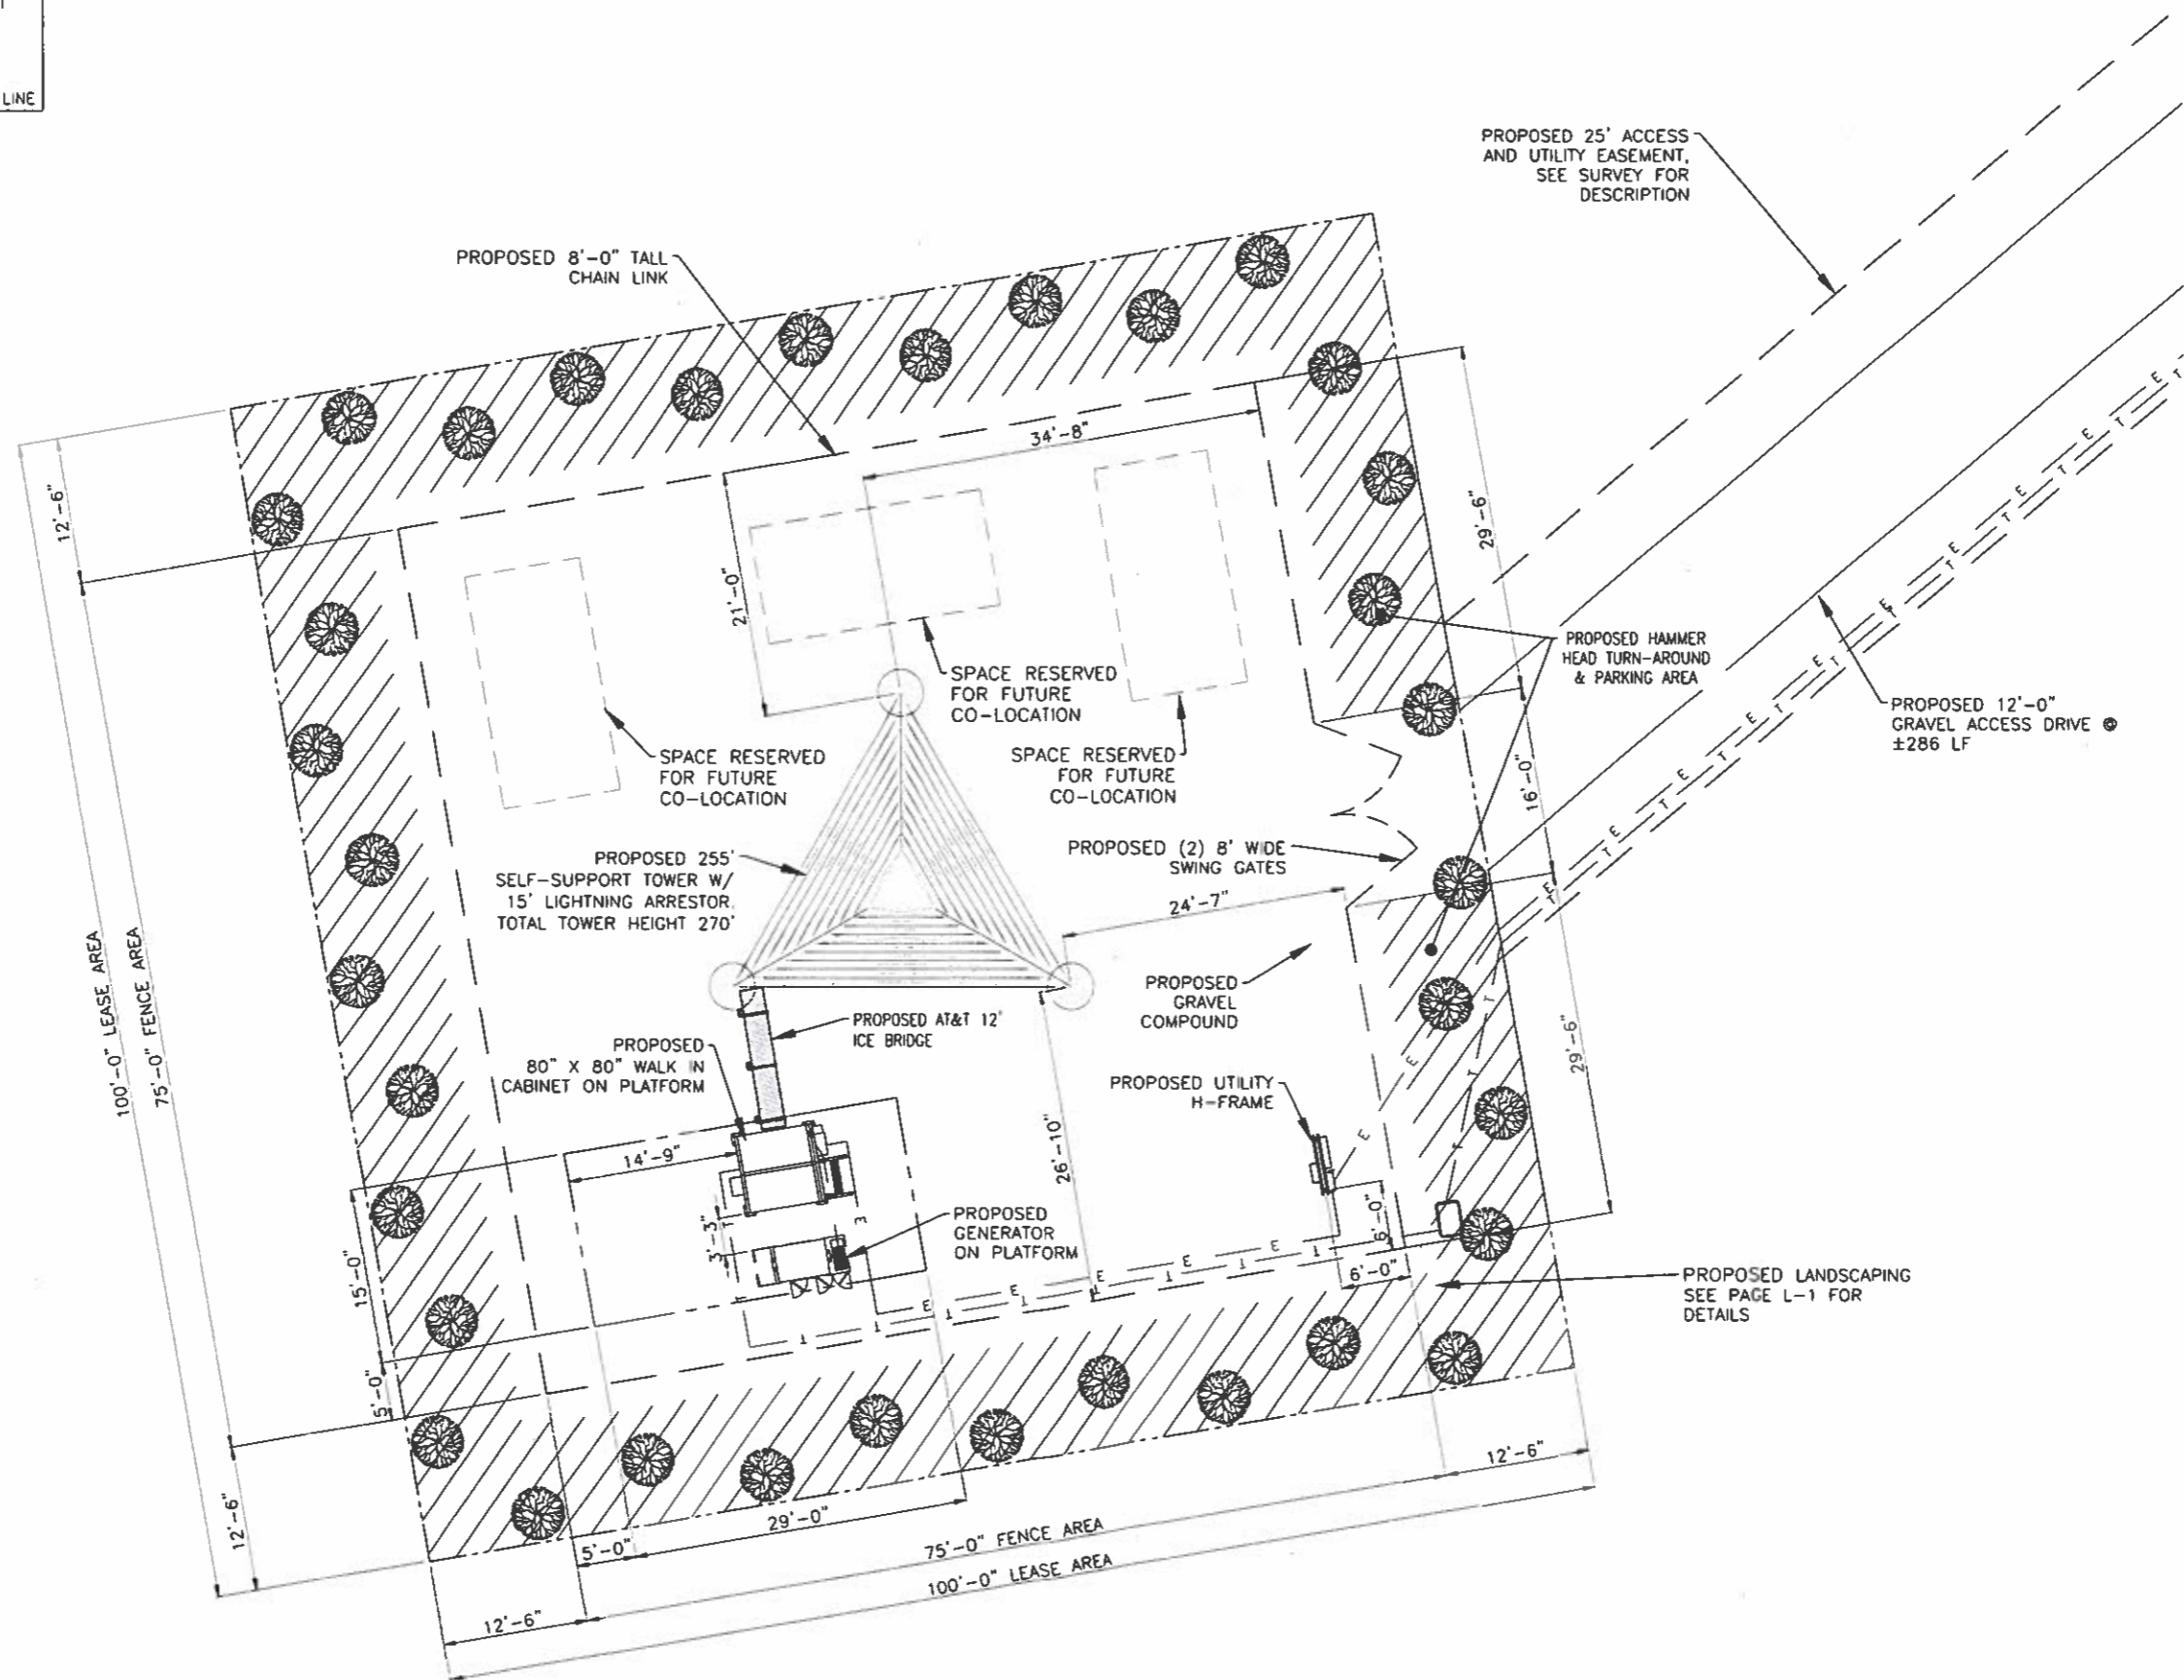 LINE
PROPOSED 25' ACCESS
AND UTILITY EASEMENT,
SEE SURVEY FOR
DESCRIPTION
PROPOSED 8'-0" TALL
CHAIN LINK
34'-8"
12'-6"
29'-6"
21'-0"
SPACE RESERVED
FOR FUTURE
CO-LOCATION
SPACE RESERVED
FOR FUTURE
CO-LOCATION
SPACE RESERVED
FOR FUTURE
CO-LOCATION
PROPOSED HAMMER
HEAD TURN-AROUND
& PARKING AREA
PROPOSED 12'-0"
GRAVEL ACCESS DRIVE @
±286 LF
16'-0"
PROPOSED 255'
SELF-SUPPORT TOWER W/
15' LIGHTNING ARRESTOR.
TOTAL TOWER HEIGHT 270'
PROPOSED (2) 8' WIDE
SWING GATES
24'-7"
100'-0" LEASE AREA
75'-0" FENCE AREA
PROPOSED
GRAVEL
COMPOUND
PROPOSED AT&T 12'
ICE BRIDGE
PROPOSED
80" X 80" WALK IN
CABINET ON PLATFORM
29'-6"
PROPOSED UTILITY
H-FRAME
14'-9"
26'-10"
3'-3"
3
PROPOSED
GENERATOR
ON PLATFORM
6'-0"
6'-0"
15'-0"
5'-0"
PROPOSED LANDSCAPING
SEE PAGE L-1 FOR
DETAILS
E T E T E T E T E T E T E T E T E T E T
E E E T T T
E E E E E
T T T T T T
12'-6"
12'-6"
29'-0"
5'-0"
75'-0" FENCE AREA
100'-0" LEASE AREA
12'-6"